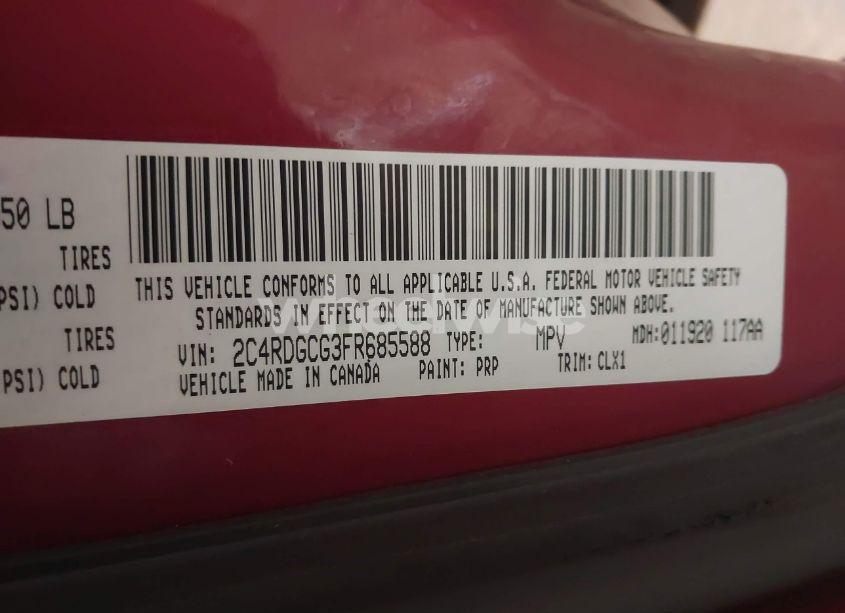 50 LB
TIRES
PSI) COLD
TIRES
PSI) COLD
THIS VEHICLE CONFORMS TO ALL APPLICABLE U.S.A. FEDERAL MOTOR VEHICLE SAFETY
STANDARDS IN EFFECT ON THE DATE OF MANUFACTURE SHOWN ABOVE.
VIN: 2C4RDGCG3FR685588 TYPE: MPV MDH:011920 117AA
VEHICLE MADE IN CANADA PAINT: PRP TRIM: CLX1
wheelwise